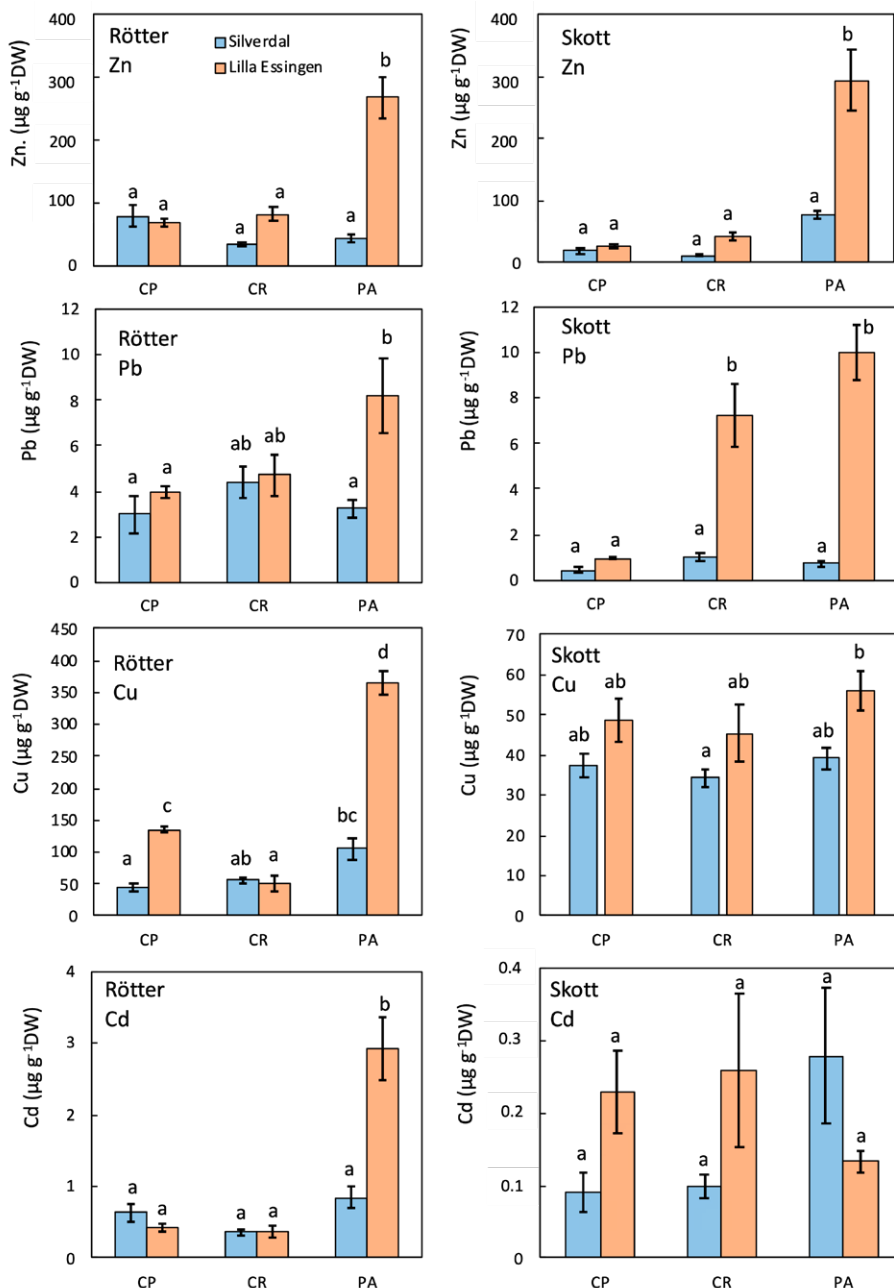 400
300
200
100
0
Zn. (µg g⁻¹DW)
Rötter
Zn
Silverdal
Lilla Essingen
a
a
a
a
a
b
CP
CR
PA
400
300
200
100
0
Zn (µg g⁻¹DW)
Skott
Zn
a
a
a
a
a
b
CP
CR
PA
12
10
8
6
4
2
0
Pb (µg g⁻¹DW)
Rötter
Pb
a
a
ab
ab
a
b
CP
CR
PA
12
10
8
6
4
2
0
Pb (µg g⁻¹DW)
Skott
Pb
a
a
a
b
a
b
CP
CR
PA
450
400
350
300
250
200
150
100
50
0
Cu (µg g⁻¹DW)
Rötter
Cu
a
c
ab
a
bc
d
CP
CR
PA
70
60
50
40
30
20
10
0
Cu (µg g⁻¹DW)
Skott
Cu
ab
ab
a
ab
ab
b
CP
CR
PA
4
3
2
1
0
Cd (µg g⁻¹DW)
Rötter
Cd
a
a
a
a
a
b
CP
CR
PA
0.4
0.3
0.2
0.1
0
Cd (µg g⁻¹DW)
Skott
Cd
a
a
a
a
a
a
CP
CR
PA